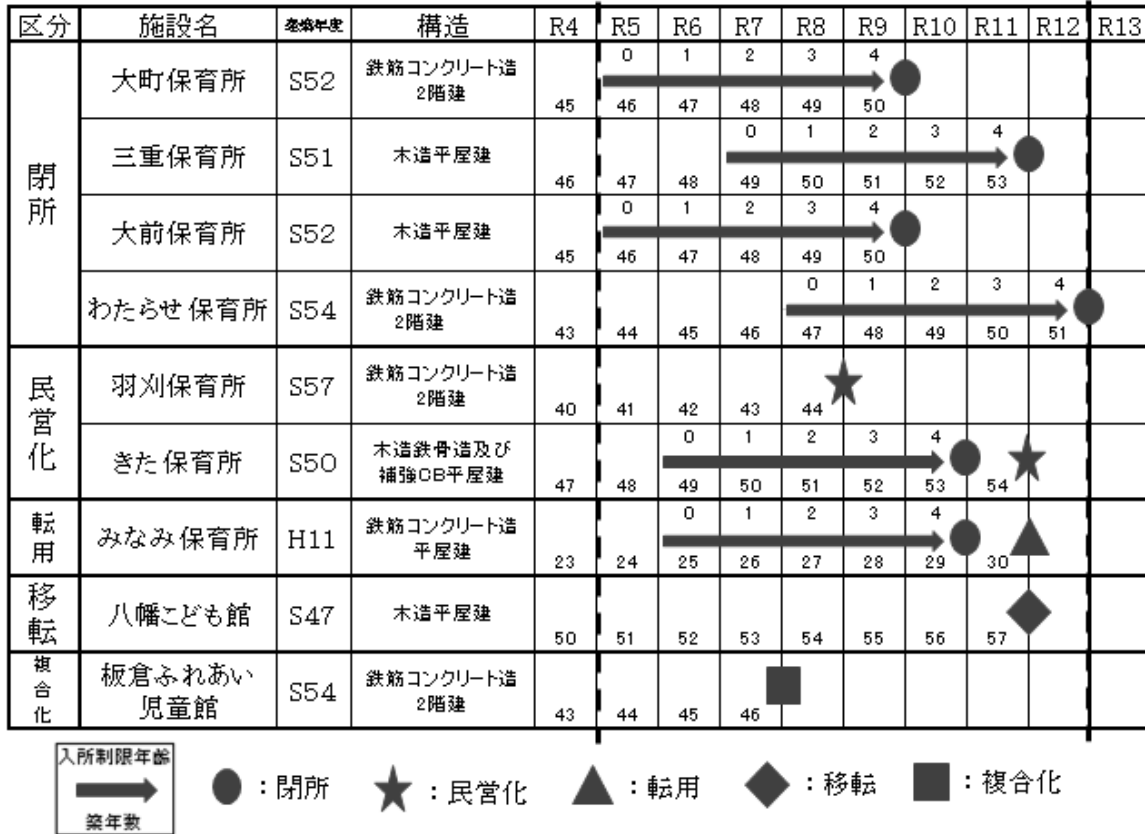 区分 施設名 建築年度 構造 R4 R5 R6 R7 R8 R9 R10 R11 R12 R13
閉所
大町保育所 S52 鉄筋コンクリート造
2階建
0 1 2 3 4
45 46 47 48 49 50
三重保育所 S51 木造平屋建
0 1 2 3 4
46 47 48 49 50 51 52 53
大前保育所 S52 木造平屋建
0 1 2 3 4
45 46 47 48 49 50
わたらせ保育所 S54 鉄筋コンクリート造
2階建
0 1 2 3 4
43 44 45 46 47 48 49 50 51
民営化
羽刈保育所 S57 鉄筋コンクリート造
2階建
40 41 42 43 44
きた保育所 S50 木造鉄骨造及び
補強CB平屋建
0 1 2 3 4
47 48 49 50 51 52 53 54
転用
みなみ保育所 H11 鉄筋コンクリート造
平屋建
0 1 2 3 4
23 24 25 26 27 28 29 30
移転
八幡こども館 S47 木造平屋建
50 51 52 53 54 55 56 57
複合化
板倉ふれあい
児童館 S54 鉄筋コンクリート造
2階建
43 44 45 46
入所制限年齢
築年数
：閉所 ：民営化 ：転用 ：移転 ：複合化